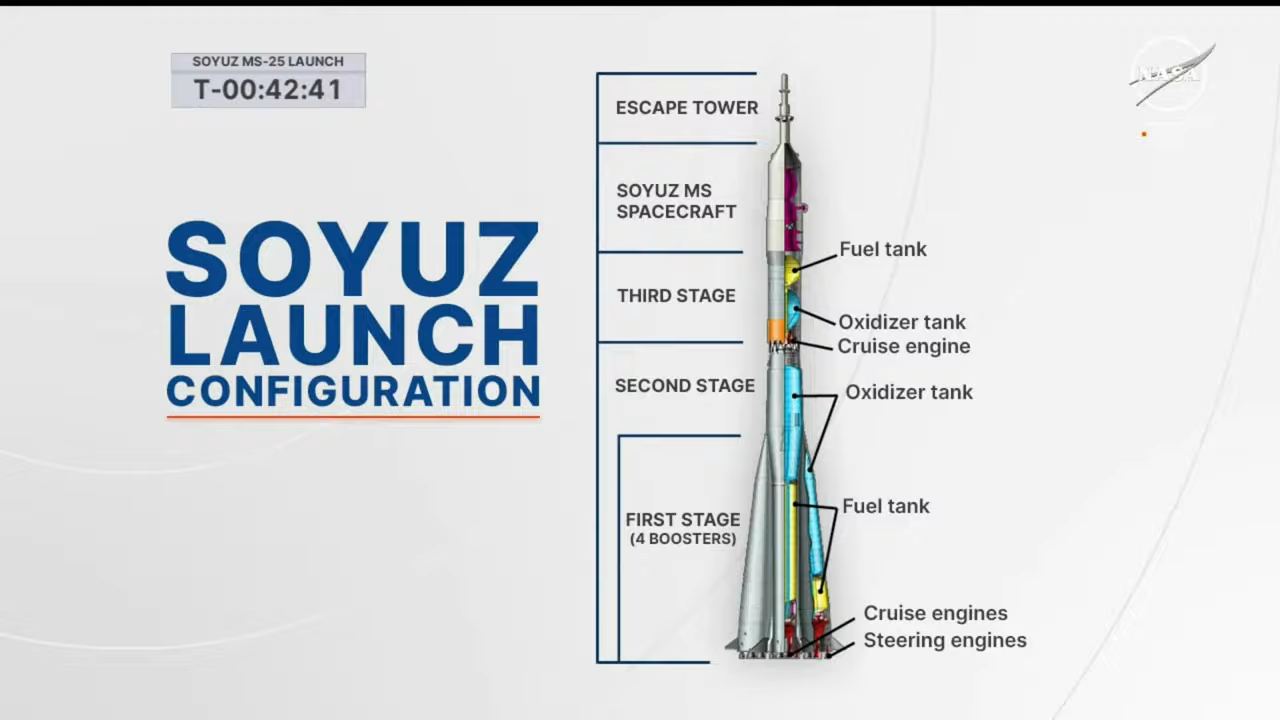 SOYUZ MS-25 LAUNCH
T-00:42:41
NASA
SOYUZ
LAUNCH
CONFIGURATION
ESCAPE TOWER
SOYUZ MS
SPACECRAFT
THIRD STAGE
SECOND STAGE
FIRST STAGE
(4 BOOSTERS)
Fuel tank
Oxidizer tank
Cruise engine
Oxidizer tank
Fuel tank
Cruise engines
Steering engines